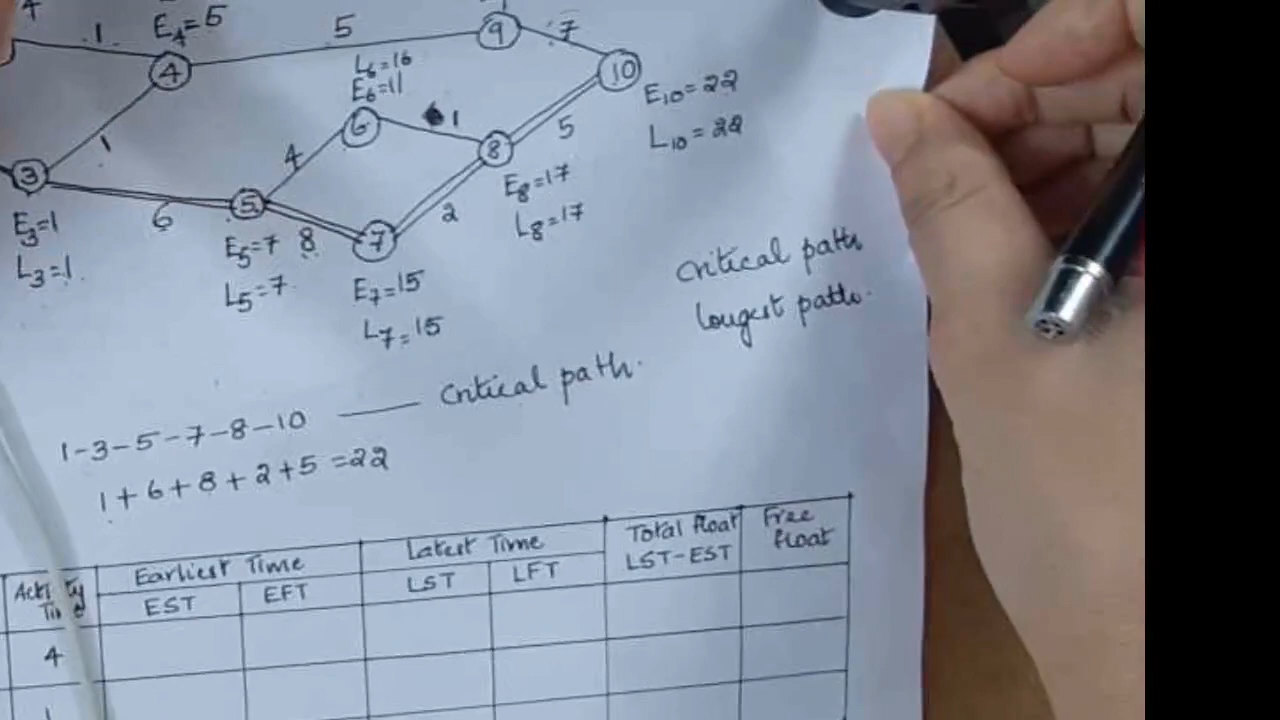 4
1
E4=5
4
5
9
7
10
L6=16
E6=11
6
1
E10=22
L10=22
5
1
4
8
3
6
5
8
7
2
E8=17
L8=17
E3=1
L3=1
E5=7
L5=7
E7=15
L7=15
Critical path
longest path.
1-3-5-7-8-10 —— Critical path.
1+6+8+2+5=22
Activity Time Earliest Time Latest Time Total float LST-EST Free float
EST EFT LST LFT
4
1